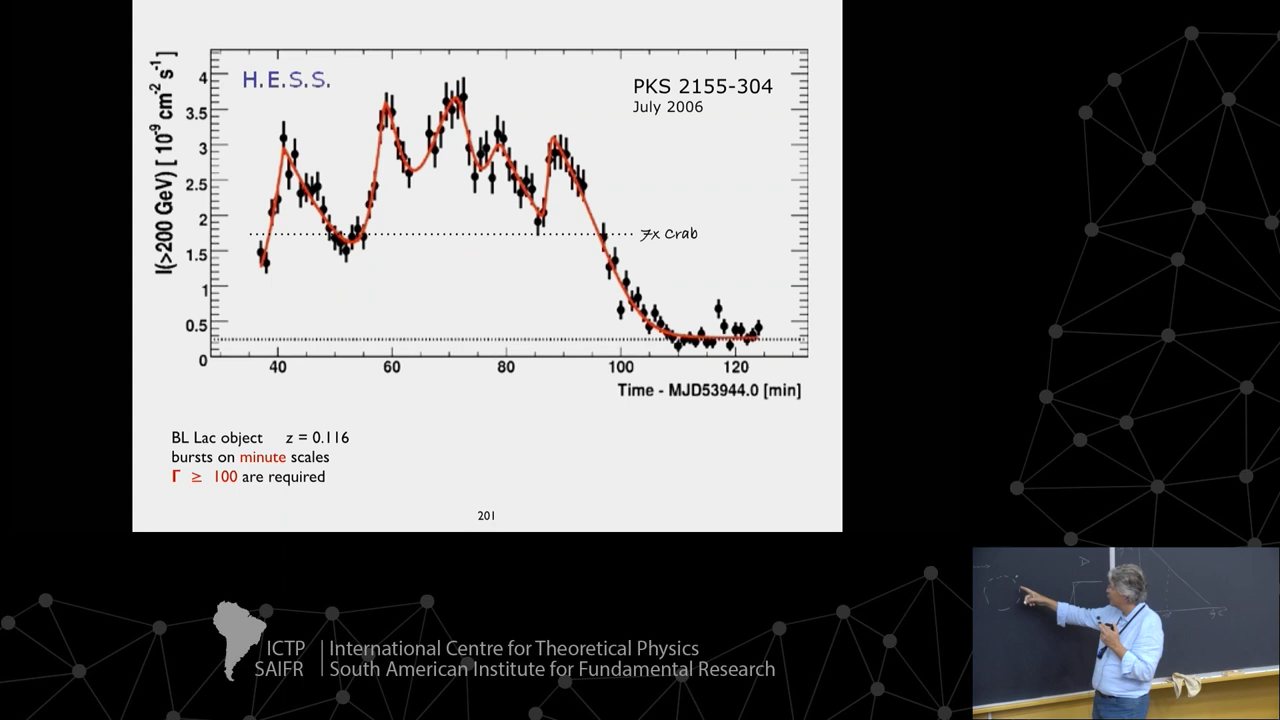 I(>200 GeV) [ 10⁻⁹ cm⁻² s⁻¹ ]
H.E.S.S.
PKS 2155-304
July 2006
4
3.5
3
2.5
2
1.5
1
0.5
0
7x Crab
40 60 80 100 120
Time - MJD53944.0 [min]
BL Lac object z = 0.116
bursts on minute scales
Γ ≥ 100 are required
201
ICTP
SAIFR
International Centre for Theoretical Physics
South American Institute for Fundamental Research